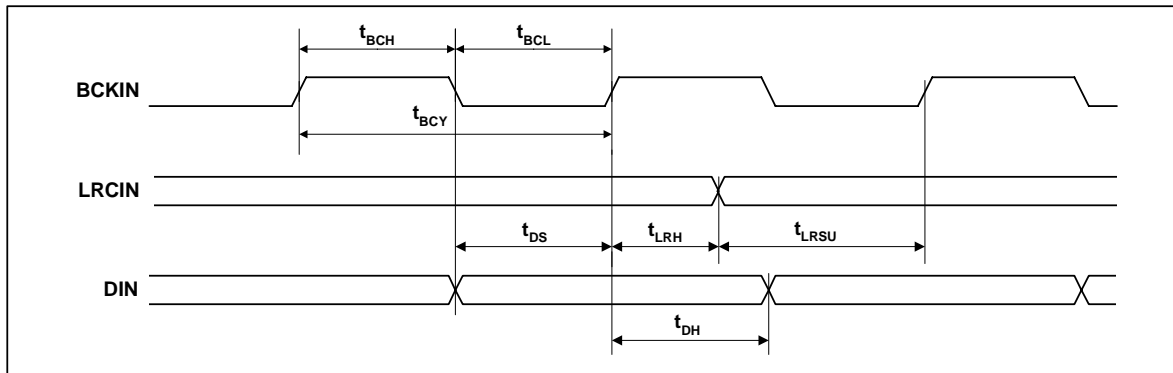 tBCH
tBCL
BCKIN
tBCY
LRCIN
tDS
tLRH
tLRSU
DIN
tDH